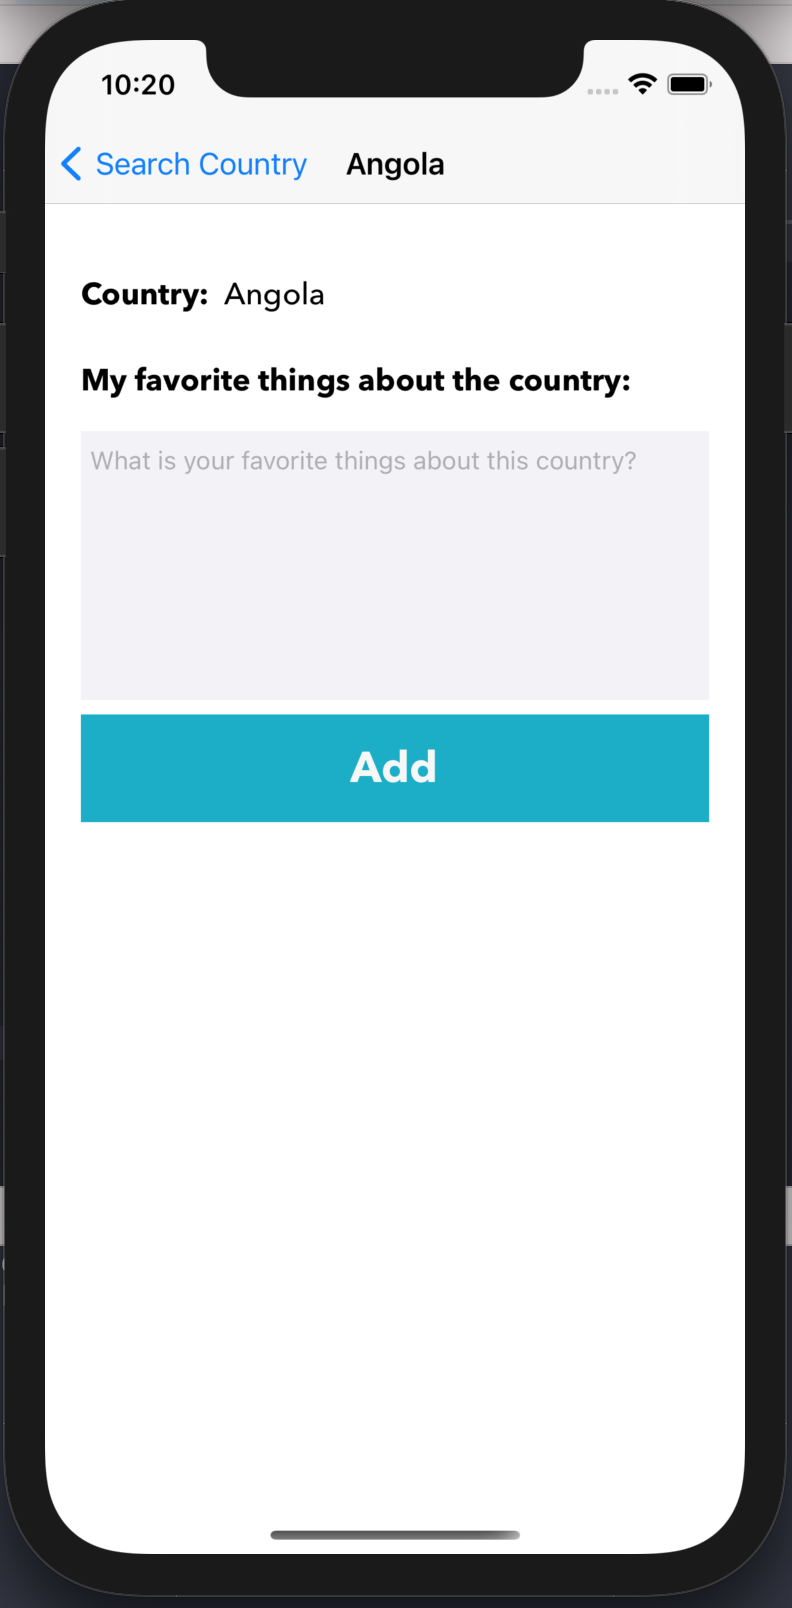 10:20
Search Country Angola
Country: Angola
My favorite things about the country:
What is your favorite things about this country?
Add